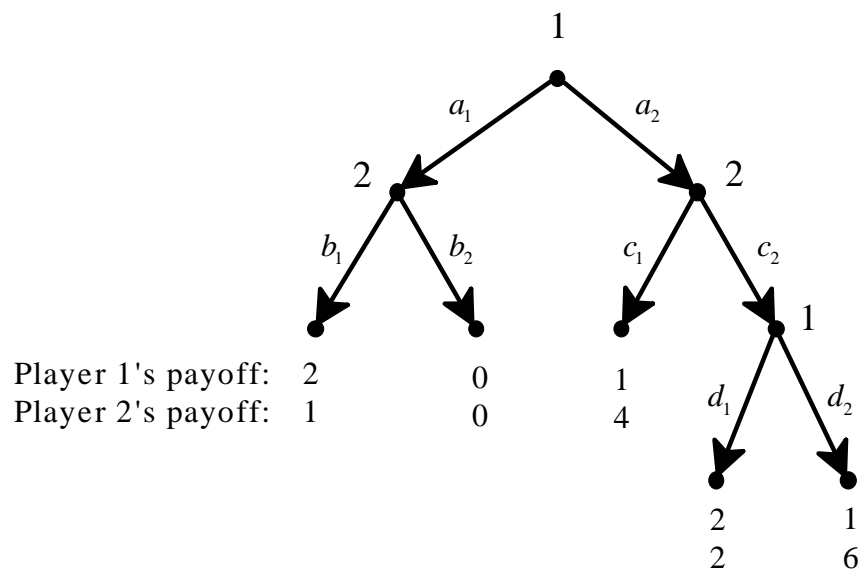 1
a₁ a₂
2 2
b₁ b₂ c₁ c₂
1
Player 1's payoff: 2 0 1
Player 2's payoff: 1 0 4
d₁ d₂
2 1
2 6